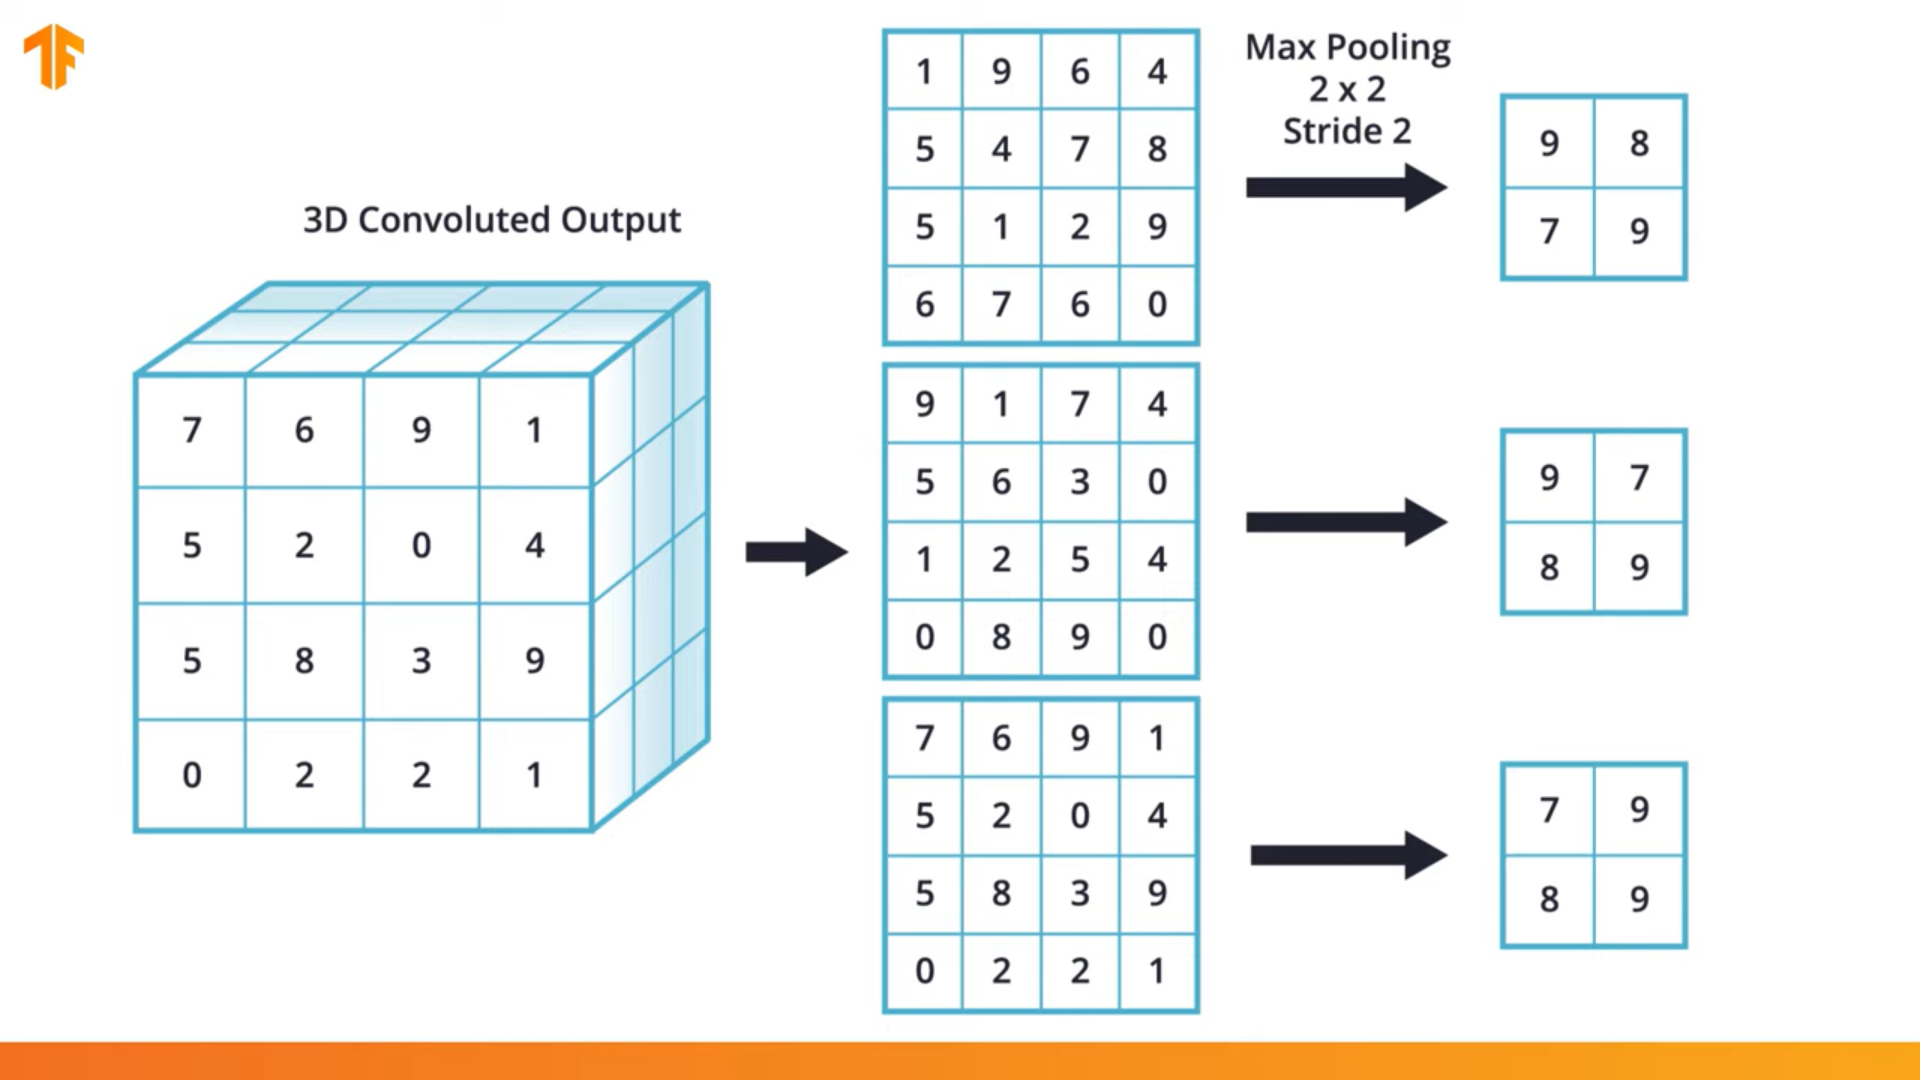 3D Convoluted Output
7 6 9 1
5 2 0 4
5 8 3 9
0 2 2 1
1 9 6 4
5 4 7 8
5 1 2 9
6 7 6 0
9 1 7 4
5 6 3 0
1 2 5 4
0 8 9 0
7 6 9 1
5 2 0 4
5 8 3 9
0 2 2 1
Max Pooling
2 x 2
Stride 2
9 8
7 9
9 7
8 9
7 9
8 9